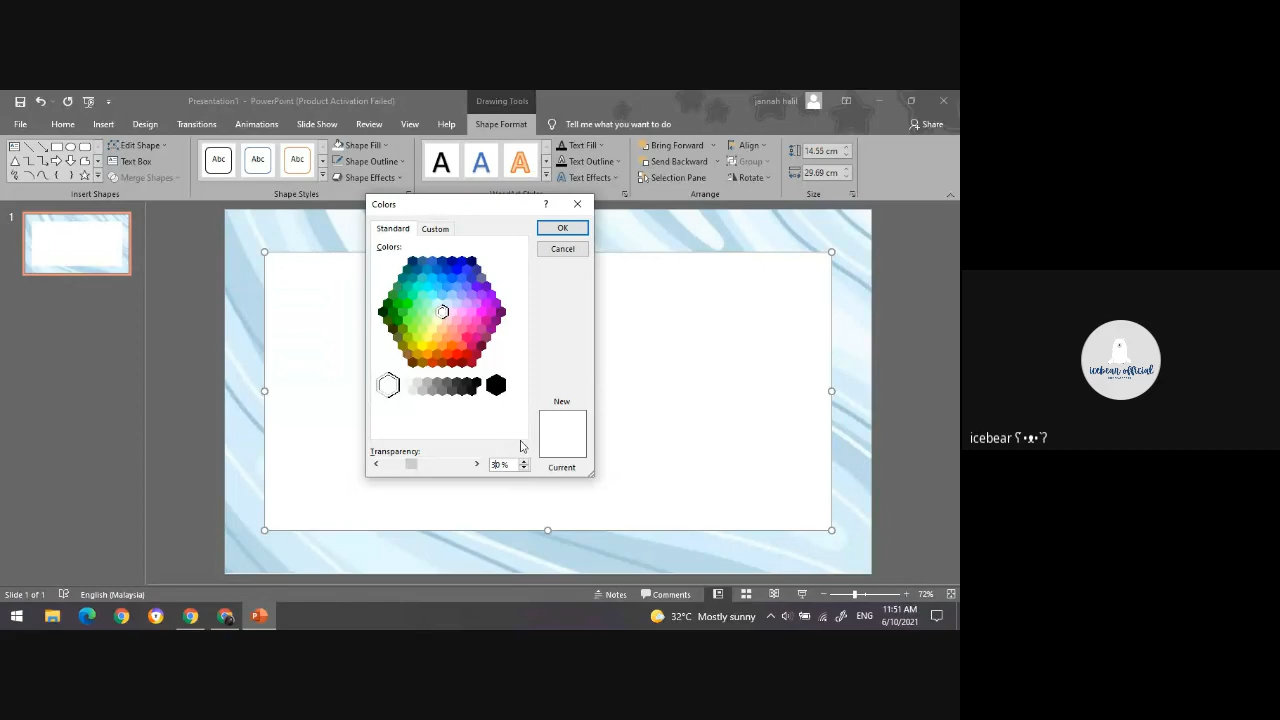 Presentation1 - PowerPoint (Product Activation Failed)
Drawing Tools
jannah halil
File
Home
Insert
Design
Transitions
Animations
Slide Show
Review
View
Help
Shape Format
Tell me what you want to do
Share
Edit Shape
Text Box
Merge Shapes
Insert Shapes
Abc
Abc
Abc
Shape Fill
Shape Outline
Shape Effects
Shape Styles
A
A
A
Text Fill
Text Outline
Text Effects
Bring Forward
Send Backward
Selection Pane
Align
Group
Rotate
Arrange
14.55 cm
29.69 cm
Size
1
Colors
?
Standard
Custom
OK
Cancel
Colors:
New
Current
Transparency:
30 %
icebear official
icebear ʕ·ᴥ·ʔ
Slide 1 of 1
English (Malaysia)
Notes
Comments
72%
32°C Mostly sunny
ENG
11:51 AM
6/10/2021